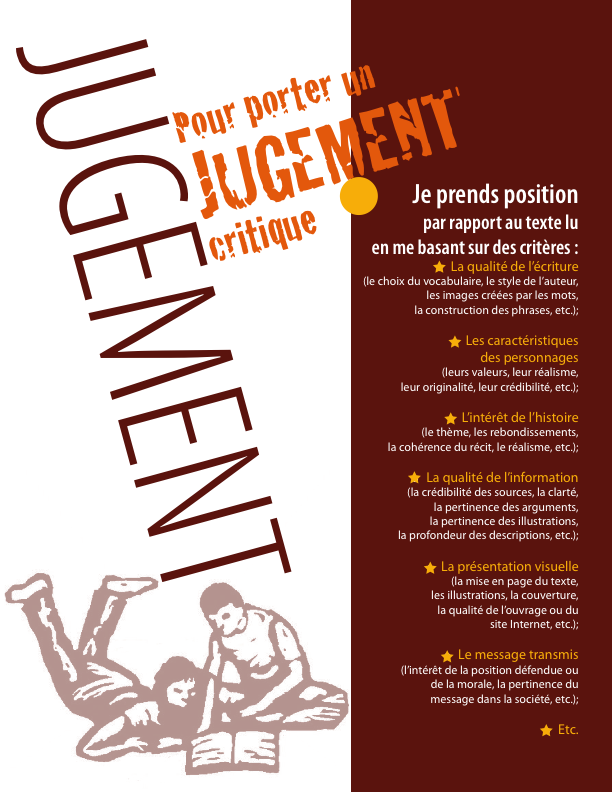 JUGEMENT
Pour porter un
JUGEMENT
critique
Je prends position
par rapport au texte lu
en me basant sur des critères :
La qualité de l’écriture
(le choix du vocabulaire, le style de l’auteur,
les images créées par les mots,
la construction des phrases, etc.);
Les caractéristiques
des personnages
(leurs valeurs, leur réalisme,
leur originalité, leur crédibilité, etc.);
L’intérêt de l’histoire
(le thème, les rebondissements,
la cohérence du récit, le réalisme, etc.);
La qualité de l’information
(la crédibilité des sources, la clarté,
la pertinence des arguments,
la pertinence des illustrations,
la profondeur des descriptions, etc.);
La présentation visuelle
(la mise en page du texte,
les illustrations, la couverture,
la qualité de l’ouvrage ou du
site Internet, etc.);
Le message transmis
(l’intérêt de la position défendue ou
de la morale, la pertinence du
message dans la société, etc.);
Etc.